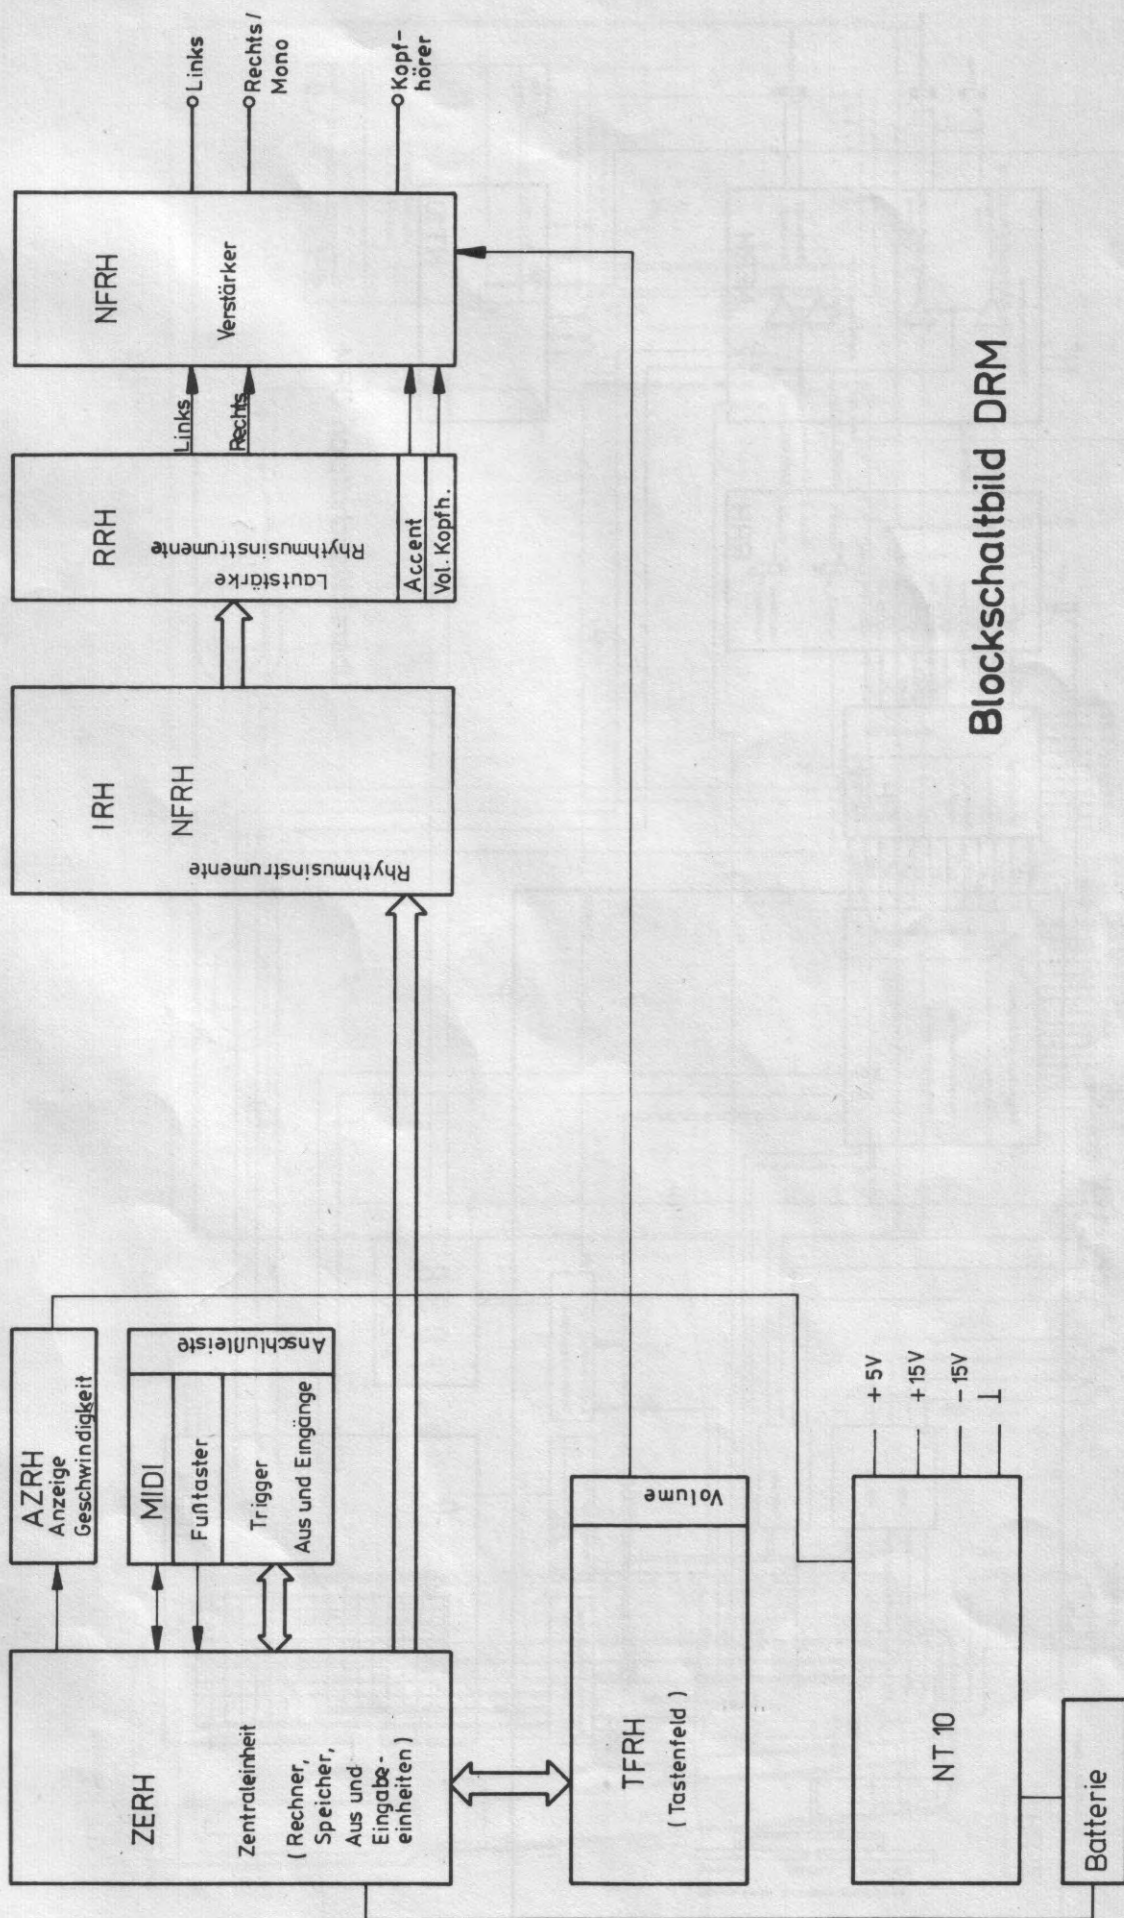 ZERH
Zentraleinheit
( Rechner,
Speicher,
Aus und
Eingabe-
einheiten )
AZRH
Anzeige
Geschwindigkeit
MIDI
Fußtaster
Trigger
Aus und Eingänge
Anschlußleiste
IRH
NFRH
Rhythmusinstrumente
RRH
Lautstärke
Rhythmusinstrumente
Accent
Vol. Kopfh.
Links
Rechts
NFRH
Verstärker
Links
Rechts /
Mono
Kopf-
hörer
TFRH
( Tastenfeld )
Volume
NT 10
+ 5V
+ 15V
- 15V
⊥
Batterie
Blockschaltbild DRM